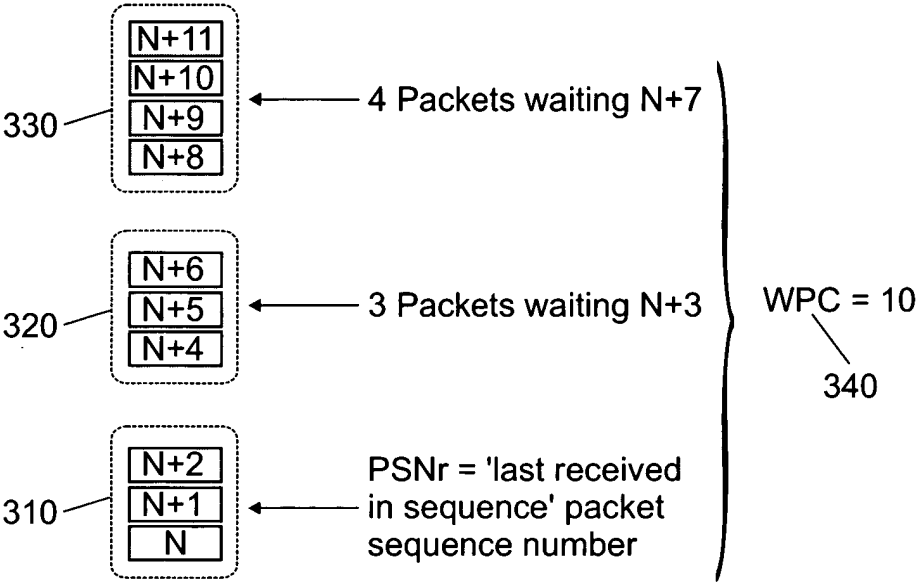 N+11
N+10
N+9
N+8
330
4 Packets waiting N+7
N+6
N+5
N+4
320
3 Packets waiting N+3
WPC = 10
340
N+2
N+1
N
310
PSNr = 'last received
in sequence' packet
sequence number